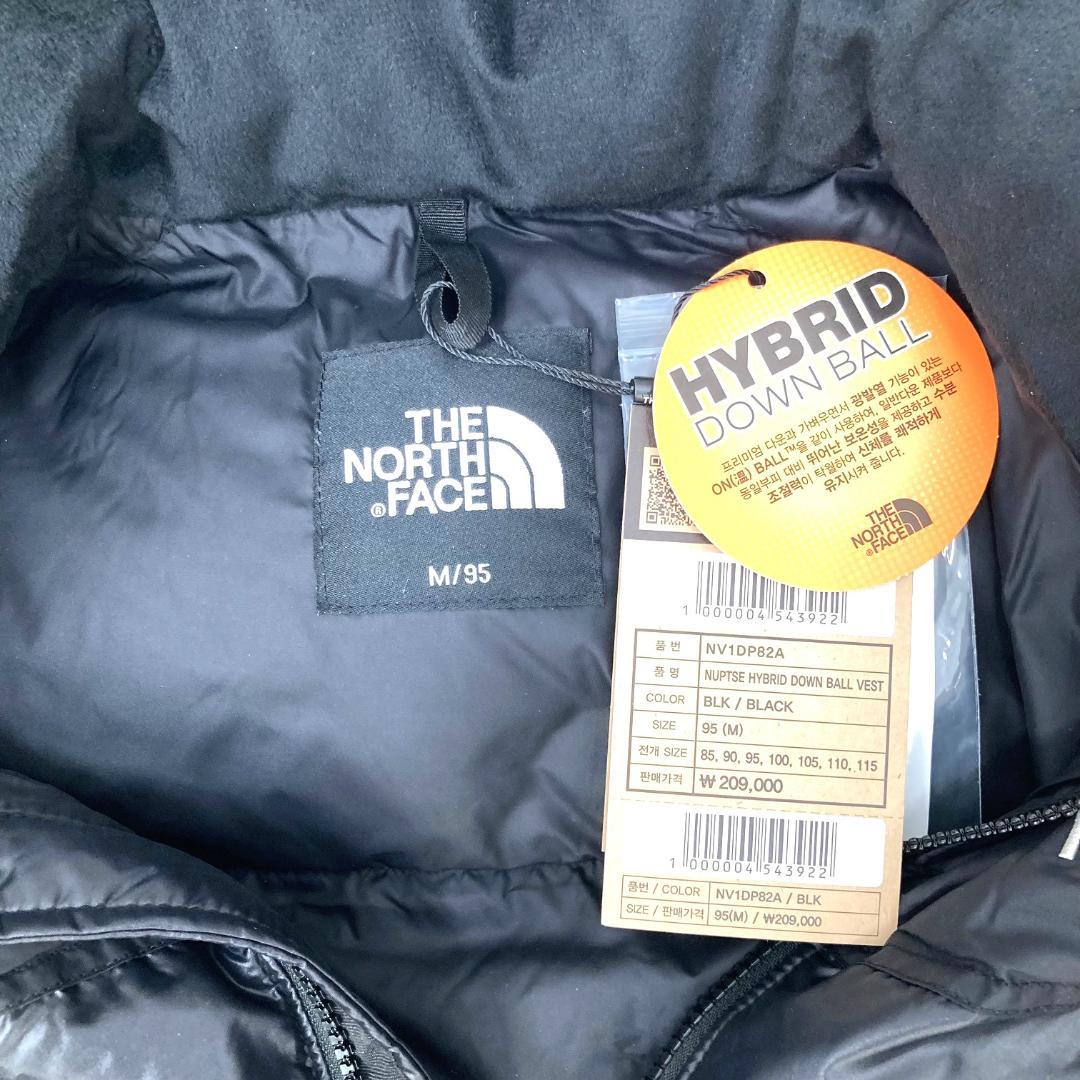 THE
NORTH
FACE
®
M/95
HYBRID
DOWN BALL
프리미엄 다운과 가벼우면서 광발열 기능이 있는
ON(溫) BALL™을 같이 사용하여, 일반다운 제품보다
동일부피 대비 뛰어난 보온성을 제공하고 수분
조절력이 탁월하여 신체를 쾌적하게
유지시켜 줍니다.
THE
NORTH
®FACE
1 000004 543922
품 번 NV1DP82A
품 명 NUPTSE HYBRID DOWN BALL VEST
COLOR BLK / BLACK
SIZE 95 (M)
전개 SIZE 85, 90, 95, 100, 105, 110, 115
판매가격 ₩ 209,000
1 000004 543922
품번 / COLOR NV1DP82A / BLK
SIZE / 판매가격 95(M) / ₩209,000